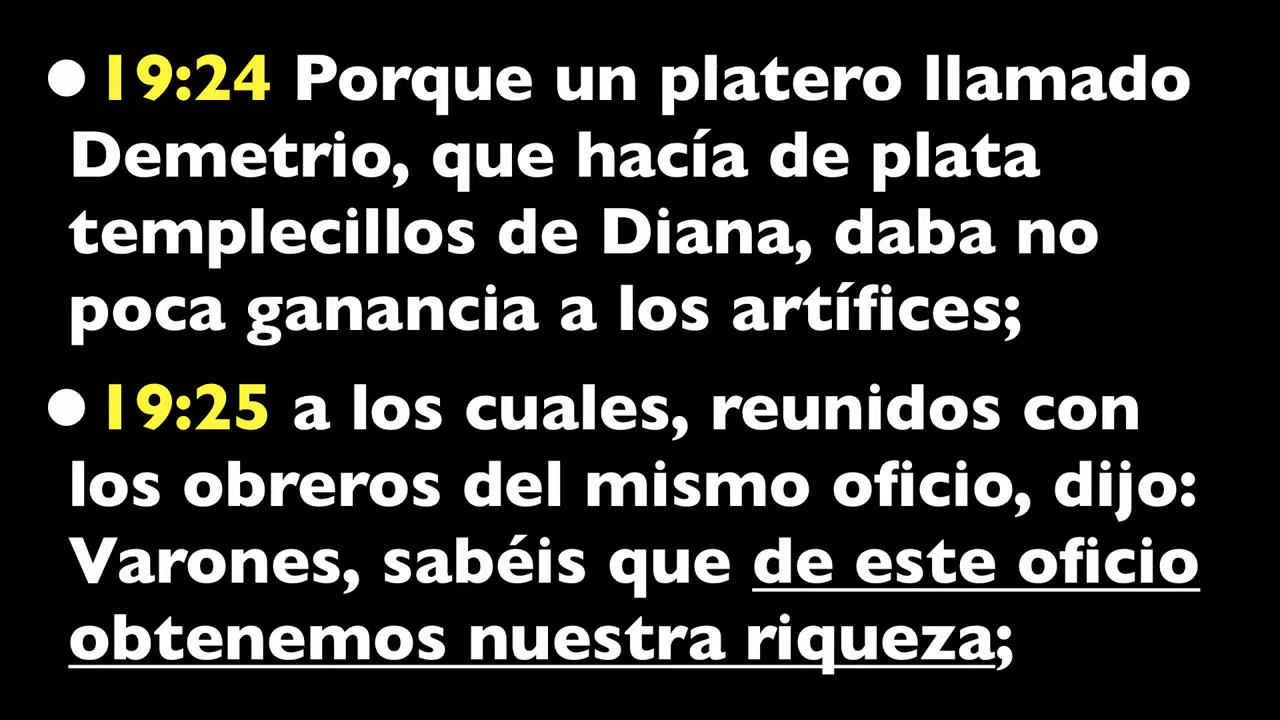 ● 19:24 Porque un platero llamado
Demetrio, que hacía de plata
templecillos de Diana, daba no
poca ganancia a los artífices;
● 19:25 a los cuales, reunidos con
los obreros del mismo oficio, dijo:
Varones, sabéis que de este oficio
obtenemos nuestra riqueza;